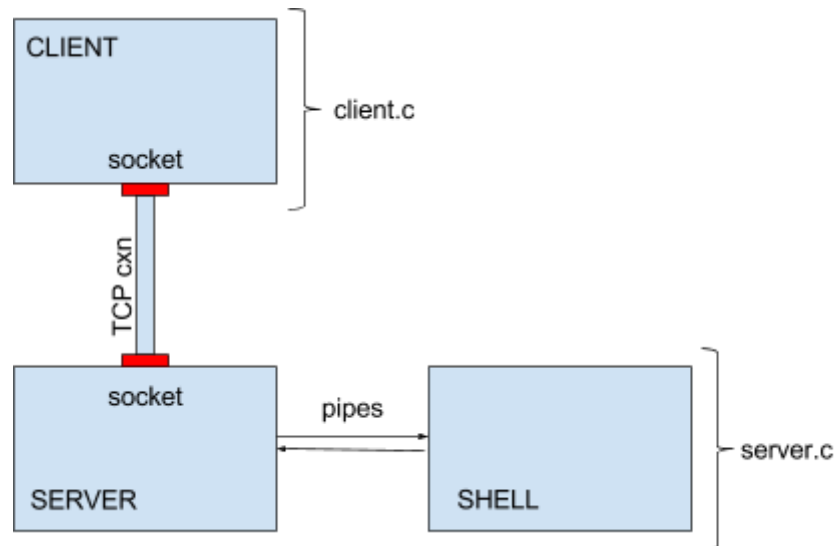 CLIENT
client.c
socket
TCP cxn
socket
pipes
server.c
SERVER
SHELL